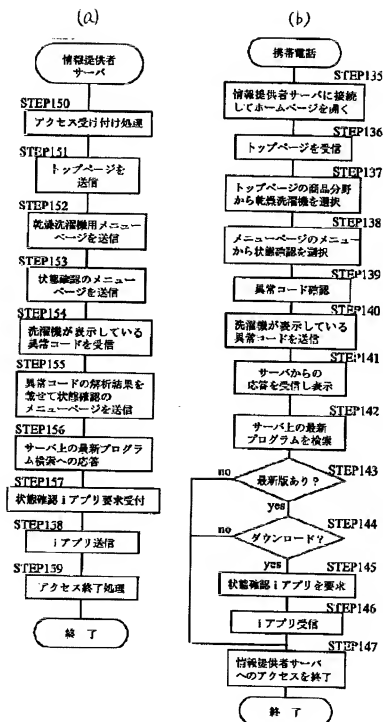 (a)
情報提供者
サーバ
STEP150
アクセス受け付け処理
STEP151
トップページを
送信
STEP152
乾燥洗濯機用メニュー
ページを送信
STEP153
状態確認のメニュー
ページを送信
STEP154
洗濯機が表示している
異常コードを受信
STEP155
異常コードの解析結果を
載せて状態確認の
メニューページを送信
STEP156
サーバ上の最新プログラ
ム検索への応答
STEP157
状態確認iアプリ要求受付
STEP158
iアプリ送信
STEP159
アクセス終了処理
終 了
(b)
携帯電話
STEP135
情報提供者サーバに接続
してホームページを開く
STEP136
トップページを受信
STEP137
トップページの商品分野
から乾燥洗濯機を選択
STEP138
メニューページのメニュー
から状態確認を選択
STEP139
異常コード確認
STEP140
洗濯機が表示している
異常コードを送信
STEP141
サーバからの
応答を受信し表示
STEP142
サーバ上の最新
プログラムを検索
STEP143
no
最新版あり?
yes
STEP144
no
ダウンロード?
yes
STEP145
状態確認iアプリを要求
STEP146
iアプリ受信
STEP147
情報提供者サーバ
へのアクセスを終了
終 了